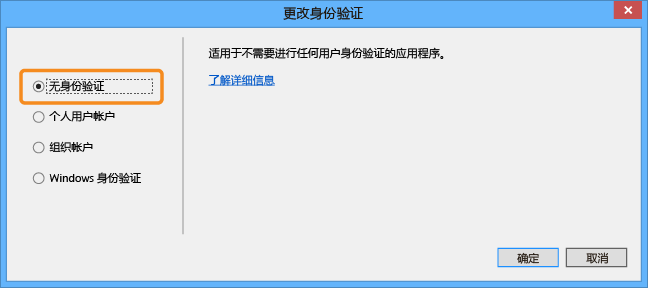 更改身份验证
无身份验证
个人用户帐户
组织帐户
Windows 身份验证
适用于不需要进行任何用户身份验证的应用程序。
了解详细信息
确定
取消